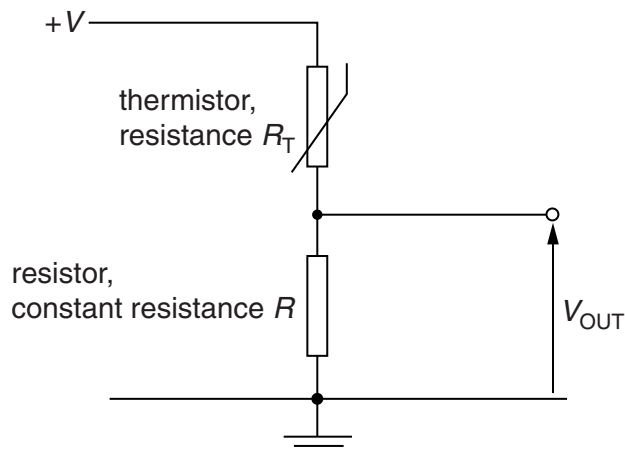 +V
thermistor,
resistance R_T
resistor,
constant resistance R
V_OUT